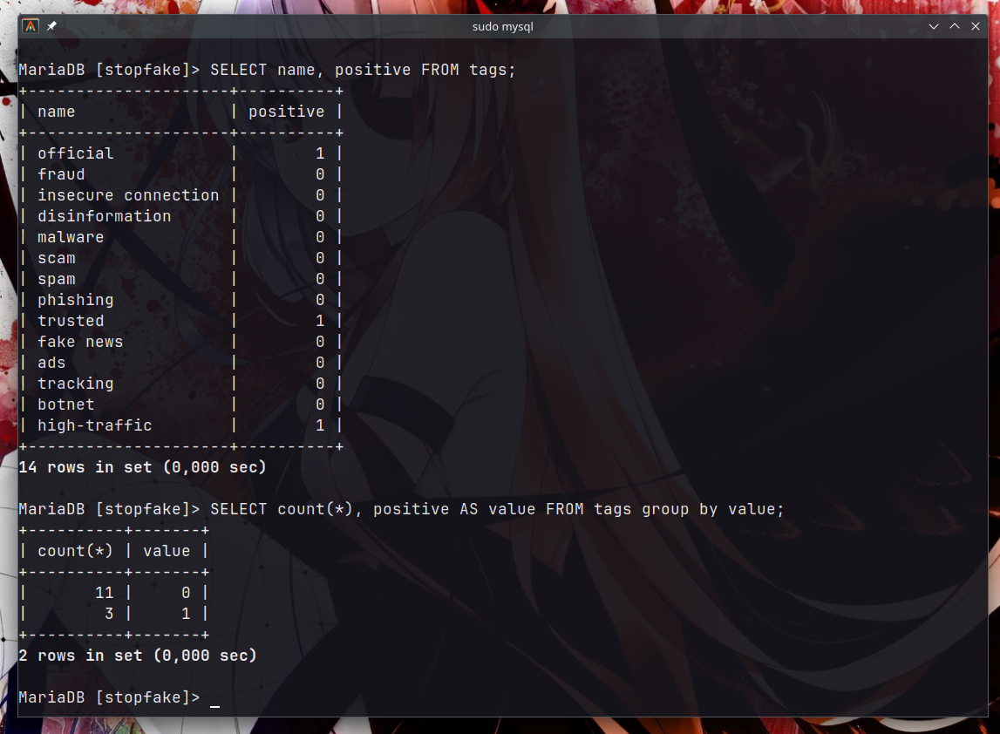 sudo mysql
MariaDB [stopfake]> SELECT name, positive FROM tags;
+----------------------+----------+
| name                 | positive |
+----------------------+----------+
| official             |        1 |
| fraud                |        0 |
| insecure connection  |        0 |
| disinformation       |        0 |
| malware              |        0 |
| scam                 |        0 |
| spam                 |        0 |
| phishing             |        0 |
| trusted              |        1 |
| fake news            |        0 |
| ads                  |        0 |
| tracking             |        0 |
| botnet               |        0 |
| high-traffic         |        1 |
+----------------------+----------+
14 rows in set (0,000 sec)
MariaDB [stopfake]> SELECT count(*), positive AS value FROM tags group by value;
+----------+-------+
| count(*) | value |
+----------+-------+
|       11 |     0 |
|        3 |     1 |
+----------+-------+
2 rows in set (0,000 sec)
MariaDB [stopfake]> _